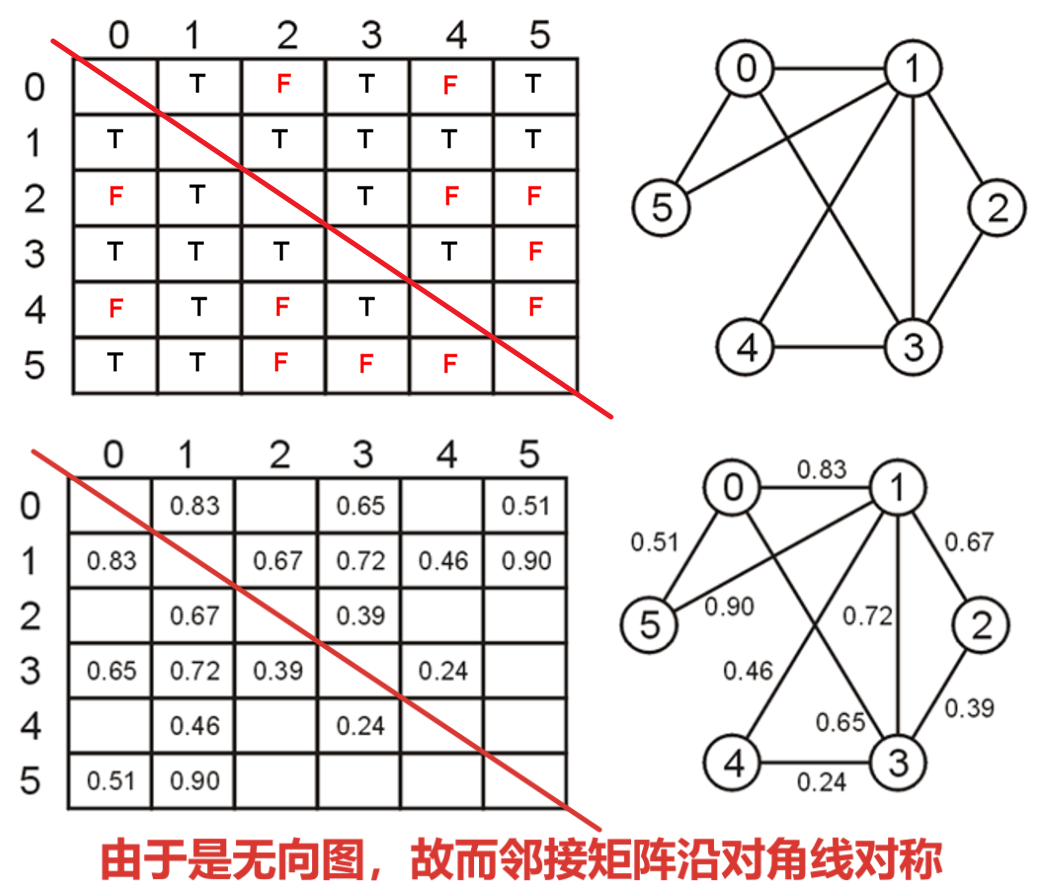 0 1 2 3 4 5
0 T F T F T
1 T T T T T
2 F T T F F
3 T T T T F
4 F T F T F
5 T T F F F
0 1
5 2
4 3
0 1 2 3 4 5
0 0.83 0.65 0.51
1 0.83 0.67 0.72 0.46 0.90
2 0.67 0.39
3 0.65 0.72 0.39 0.24
4 0.46 0.24
5 0.51 0.90
0.83
0 1
0.51 0.67
5 0.90 0.72 2
0.46
0.65 0.39
4 3
0.24
由于是无向图，故而邻接矩阵沿对角线对称